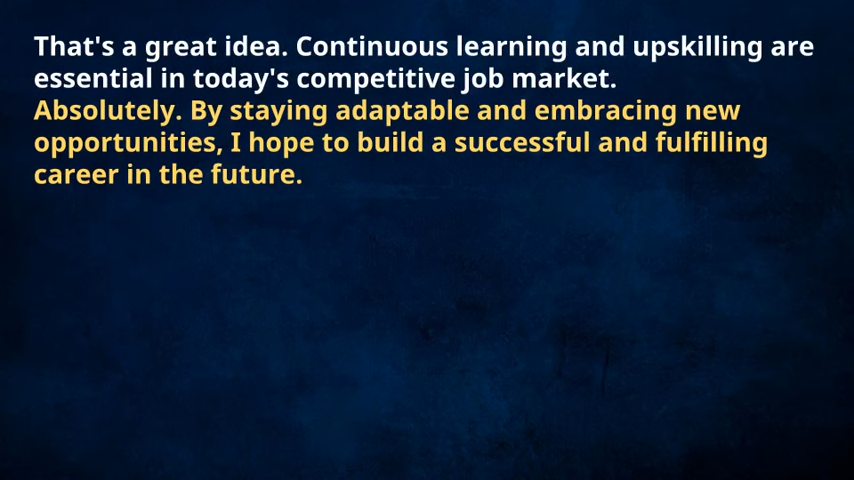 That's a great idea. Continuous learning and upskilling are
essential in today's competitive job market.
Absolutely. By staying adaptable and embracing new
opportunities, I hope to build a successful and fulfilling
career in the future.